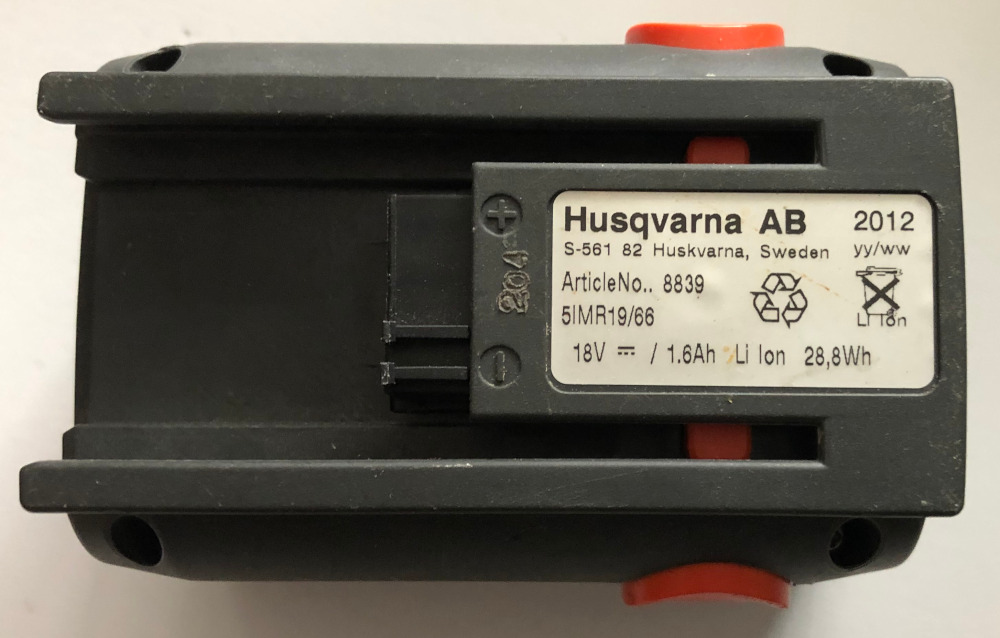 Husqvarna AB 2012
S-561 82 Huskvarna, Sweden yy/ww
ArticleNo.. 8839
5IMR19/66
Li Ion
18V ⎓ / 1.6Ah Li Ion 28,8Wh
+
204
-